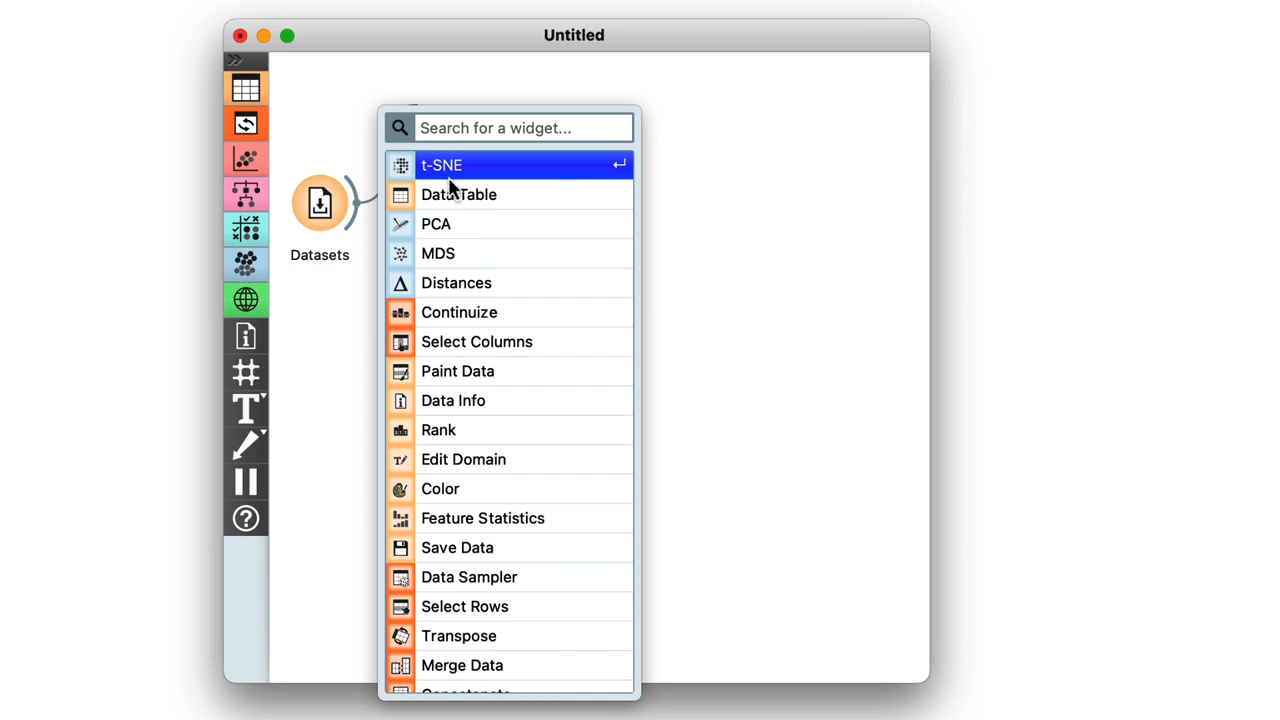 Untitled
Search for a widget...
t-SNE
Data Table
PCA
MDS
Datasets
Distances
Continuize
Select Columns
Paint Data
Data Info
Rank
Edit Domain
Color
Feature Statistics
Save Data
Data Sampler
Select Rows
Transpose
Merge Data